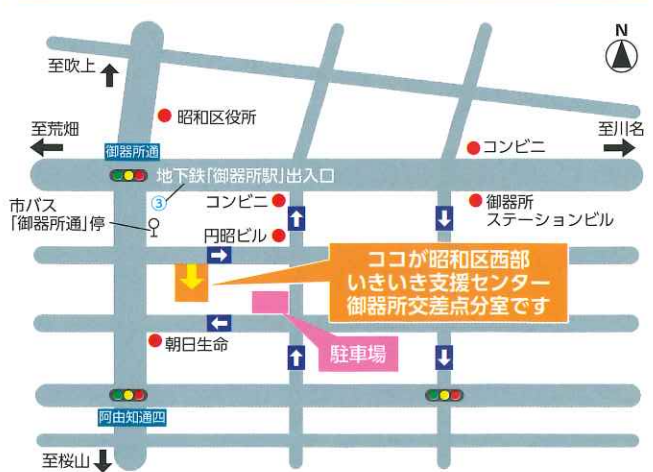 N
至吹上
昭和区役所
至荒畑
至川名
コンビニ
御器所通
地下鉄「御器所駅」出入口
市バス
「御器所通」停
③
コンビニ
御器所
ステーションビル
円昭ビル
ココが昭和区西部
いきいき支援センター
御器所交差点分室です
朝日生命
駐車場
阿由知通四
至桜山